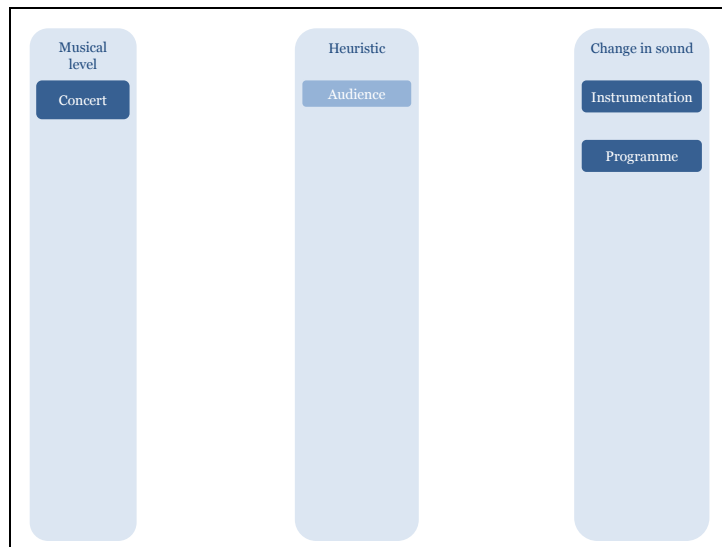 Musical
level
Concert
Heuristic
Audience
Change in sound
Instrumentation
Programme